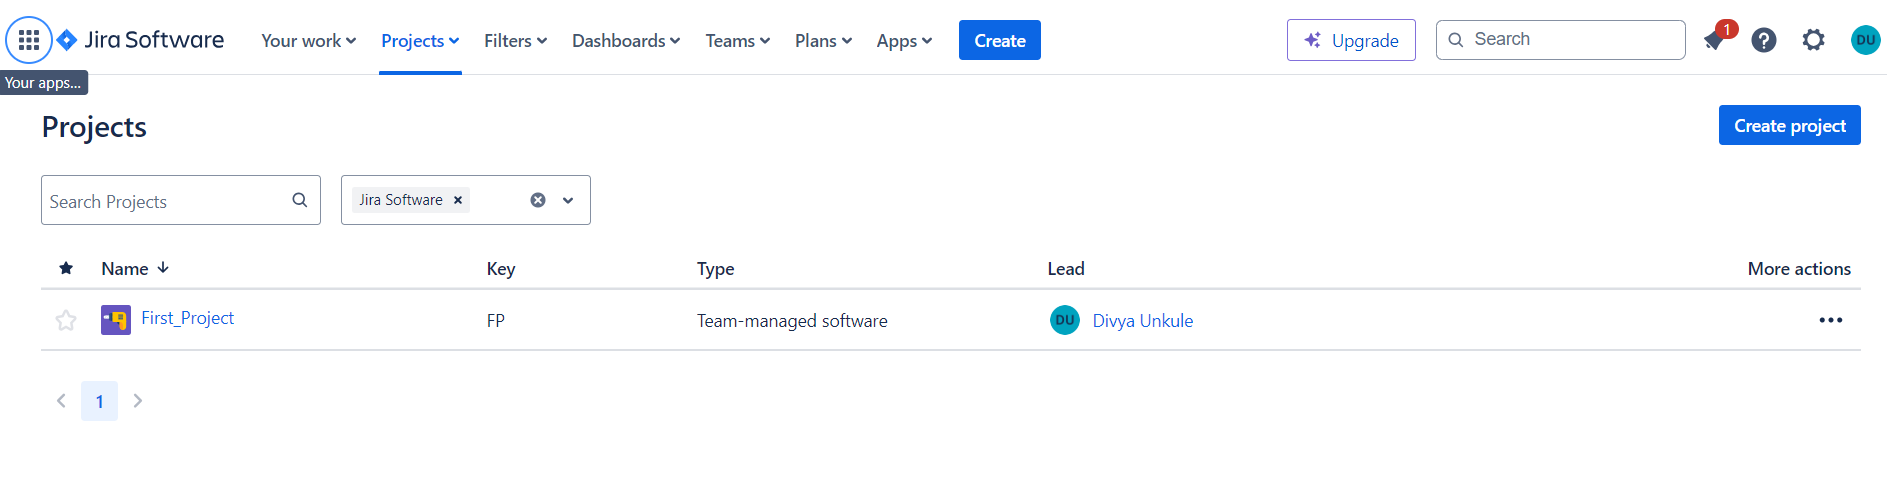 Jira Software Your work Projects Filters Dashboards Teams Plans Apps Create Upgrade Search 1 DU
Your apps...
Projects Create project
Search Projects Jira Software
Name Key Type Lead More actions
First_Project FP Team-managed software DU Divya Unkule
1